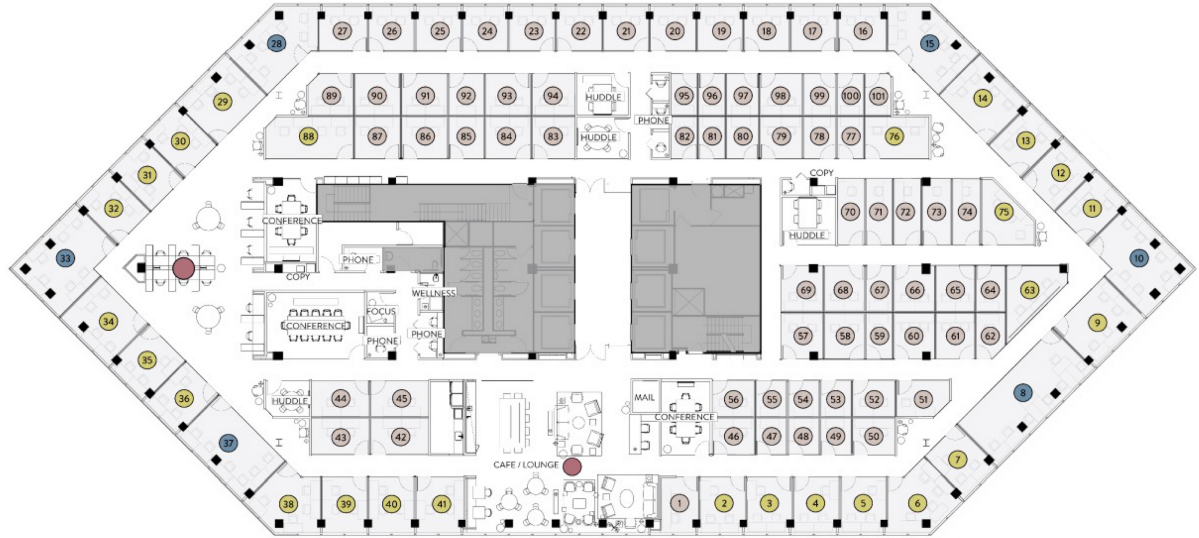 28 27 26 25 24 23 22 21 20 19 18 17 16 15
29 89 90 91 92 93 94 HUDDLE 95 96 97 98 99 100 101 14
PHONE
30 88 87 86 85 84 83 HUDDLE 82 81 80 79 78 77 76 13
31 COPY 12
32 CONFERENCE 70 71 72 73 74 75 11
HUDDLE
33 PHONE 10
COPY
WELLNESS 69 68 67 66 65 64 63
FOCUS
34 CONFERENCE PHONE 9
PHONE 57 58 59 60 61 62
35
36 HUDDLE 44 45 MAIL 56 55 54 53 52 51 8
CONFERENCE
37 43 42 46 47 48 49 50
CAFE / LOUNGE 7
38 39 40 41 1 2 3 4 5 6